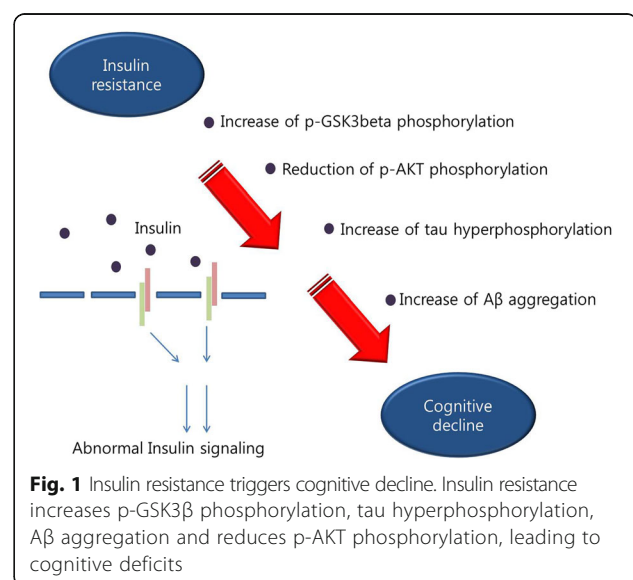 Insulin
resistance
Increase of p-GSK3beta phosphorylation
Reduction of p-AKT phosphorylation
Insulin
Increase of tau hyperphosphorylation
Increase of Aβ aggregation
Cognitive
decline
Abnormal Insulin signaling
Fig. 1 Insulin resistance triggers cognitive decline. Insulin resistance
increases p-GSK3β phosphorylation, tau hyperphosphorylation,
Aβ aggregation and reduces p-AKT phosphorylation, leading to
cognitive deficits